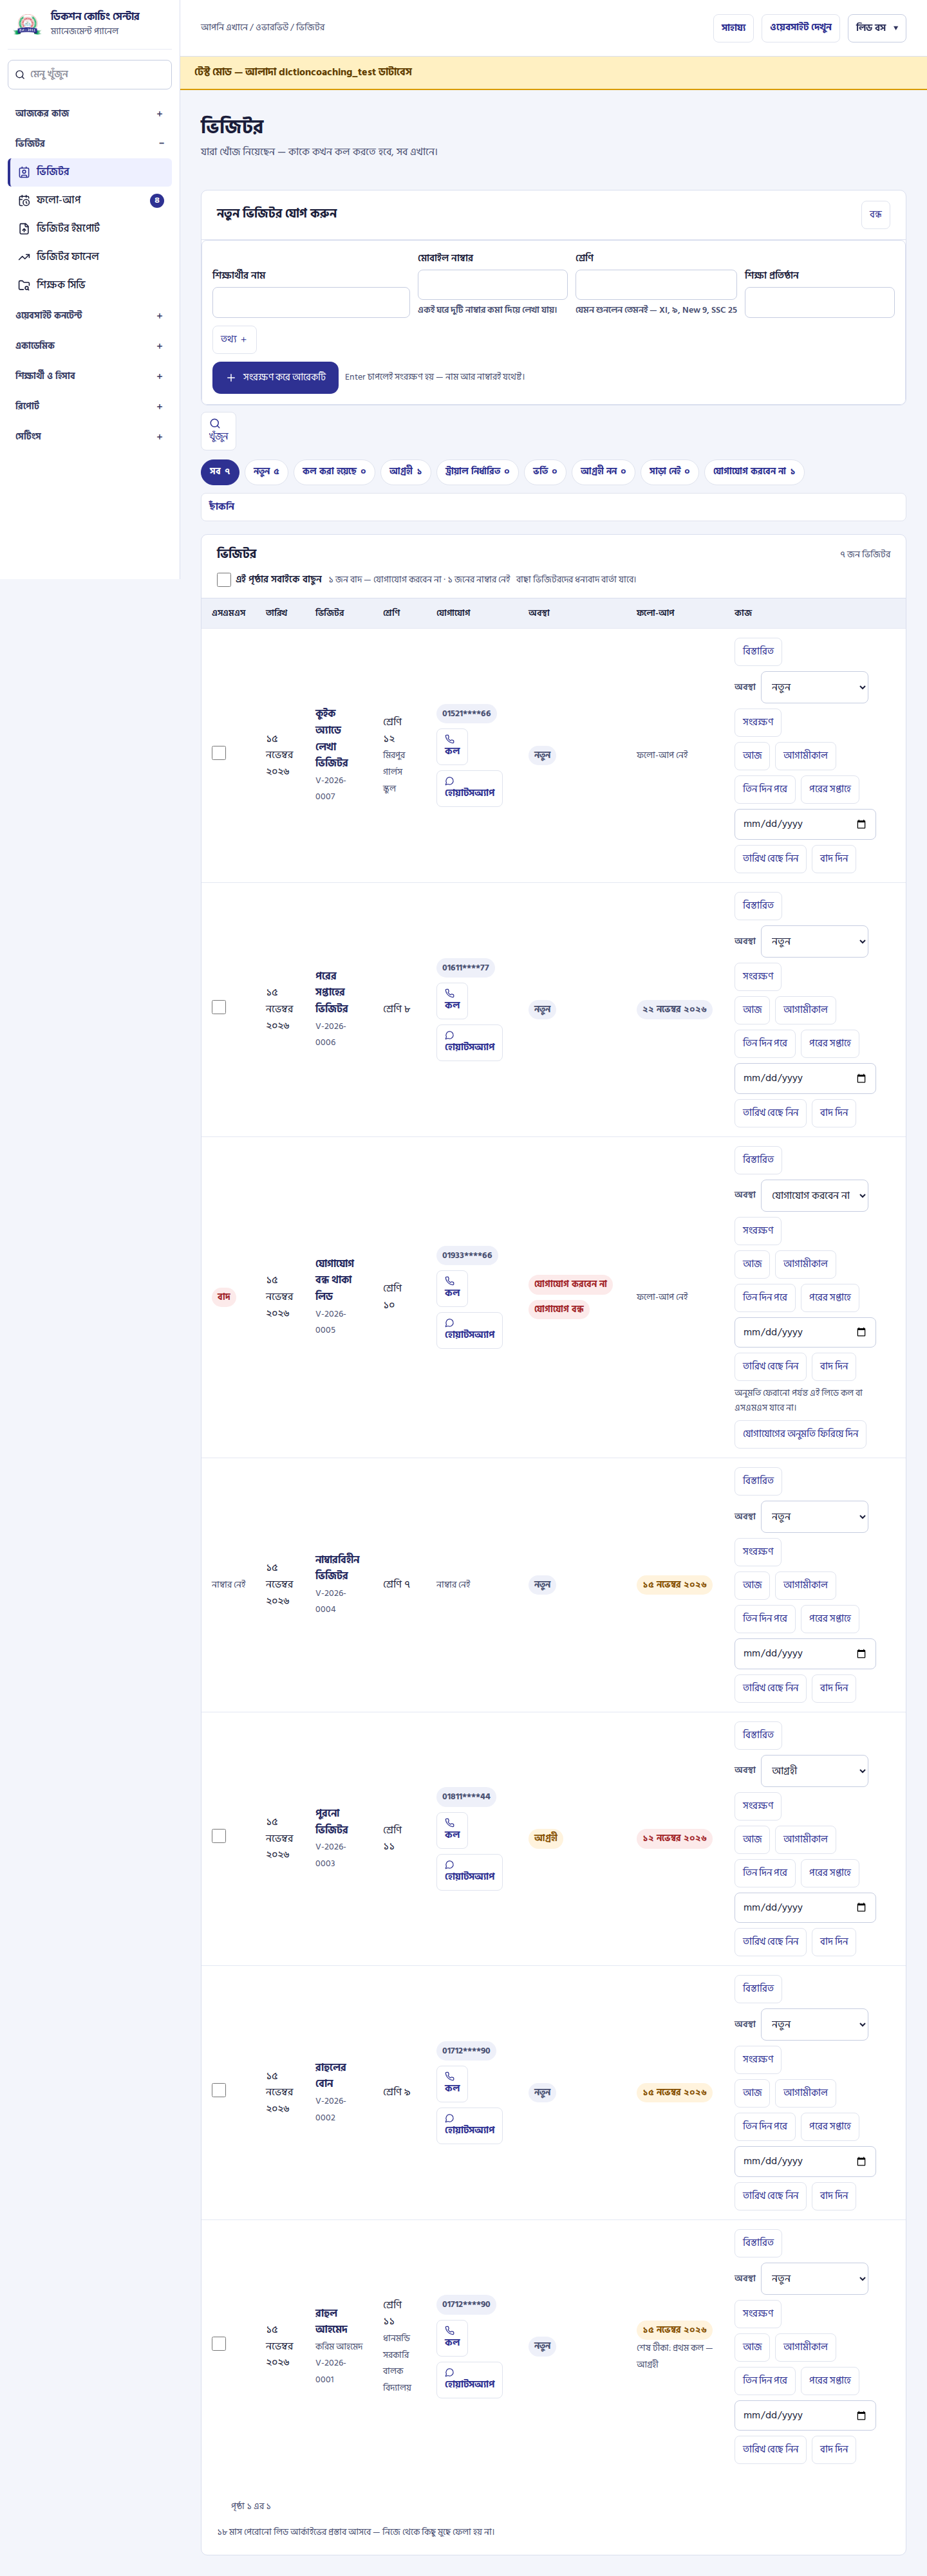 ডিকশন কোচিং সেন্টার
ম্যানেজমেন্ট প্যানেল
মেনু খুঁজুন
আজকের কাজ +
ভিজিটর −
ভিজিটর
ফলো-আপ 8
ভিজিটর ইমপোর্ট
ভিজিটর ফানেল
শিক্ষক সিভি
ওয়েবসাইট কনটেন্ট +
একাডেমিক +
শিক্ষার্থী ও হিসাব +
রিপোর্ট +
সেটিংস +
আপনি এখানে / ওভারভিউ / ভিজিটর
সাহায্য
ওয়েবসাইট দেখুন
লিড বস
টেস্ট মোড — আলাদা dictioncoaching_test ডাটাবেস
ভিজিটর
যারা খোঁজ নিয়েছেন — কাকে কখন কল করতে হবে, সব এখানে।
নতুন ভিজিটর যোগ করুন
বন্ধ
শিক্ষার্থীর নাম
মোবাইল নাম্বার
একই ঘরে দুটি নাম্বার কমা দিয়ে লেখা যায়।
শ্রেণি
যেমন শুনলেন তেমনই — XI, ৯, New 9, SSC 25
শিক্ষা প্রতিষ্ঠান
তথ্য +
+ সংরক্ষণ করে আরেকটি
Enter চাপলেই সংরক্ষণ হয় — নাম আর নাম্বারই যথেষ্ট।
খুঁজুন
সব ৭
নতুন ৫
কল করা হয়েছে ০
আগ্রহী ১
ট্রায়াল নির্ধারিত ০
ভর্তি ০
আগ্রহী নন ০
সাড়া নেই ০
যোগাযোগ করবেন না ১
ছাঁকনি
ভিজিটর
৭ জন ভিজিটর
এই পৃষ্ঠার সবাইকে বাছুন ১ জন বাদ — যোগাযোগ করবেন না · ১ জনের নাম্বার নেই বাছা ভিজিটরদের ধন্যবাদ বার্তা যাবে।
এসএমএস তারিখ ভিজিটর শ্রেণি যোগাযোগ অবস্থা ফলো-আপ কাজ
১৫
নভেম্বর
২০২৬
কুইক
অ্যাডে
লেখা
ভিজিটর
V-2026-
0007
শ্রেণি
১২
মিরপুর
গার্লস
স্কুল
01521****66
কল
হোয়াটসঅ্যাপ
নতুন
ফলো-আপ নেই
বিস্তারিত
অবস্থা নতুন
সংরক্ষণ
আজ আগামীকাল
তিন দিন পরে পরের সপ্তাহে
mm/dd/yyyy
তারিখ বেছে নিন বাদ দিন
১৫
নভেম্বর
২০২৬
পরের
সপ্তাহের
ভিজিটর
V-2026-
0006
শ্রেণি ৮
01611****77
কল
হোয়াটসঅ্যাপ
নতুন
২২ নভেম্বর ২০২৬
বিস্তারিত
অবস্থা নতুন
সংরক্ষণ
আজ আগামীকাল
তিন দিন পরে পরের সপ্তাহে
mm/dd/yyyy
তারিখ বেছে নিন বাদ দিন
বাদ
১৫
নভেম্বর
২০২৬
যোগাযোগ
বন্ধ থাকা
লিড
V-2026-
0005
শ্রেণি
১০
01933****66
কল
হোয়াটসঅ্যাপ
যোগাযোগ করবেন না
যোগাযোগ বন্ধ
ফলো-আপ নেই
বিস্তারিত
অবস্থা যোগাযোগ করবেন না
সংরক্ষণ
আজ আগামীকাল
তিন দিন পরে পরের সপ্তাহে
mm/dd/yyyy
তারিখ বেছে নিন বাদ দিন
অনুমতি ফেরানো পর্যন্ত এই লিডে কল বা
এসএমএস যাবে না।
যোগাযোগের অনুমতি ফিরিয়ে দিন
নাম্বার নেই
১৫
নভেম্বর
২০২৬
নাম্বারবিহীন
ভিজিটর
V-2026-
0004
শ্রেণি ৭
নাম্বার নেই
নতুন
১৫ নভেম্বর ২০২৬
বিস্তারিত
অবস্থা নতুন
সংরক্ষণ
আজ আগামীকাল
তিন দিন পরে পরের সপ্তাহে
mm/dd/yyyy
তারিখ বেছে নিন বাদ দিন
১৫
নভেম্বর
২০২৬
পুরনো
ভিজিটর
V-2026-
0003
শ্রেণি
১১
01811****44
কল
হোয়াটসঅ্যাপ
আগ্রহী
১২ নভেম্বর ২০২৬
বিস্তারিত
অবস্থা আগ্রহী
সংরক্ষণ
আজ আগামীকাল
তিন দিন পরে পরের সপ্তাহে
mm/dd/yyyy
তারিখ বেছে নিন বাদ দিন
১৫
নভেম্বর
২০২৬
রাহুলের
বোন
V-2026-
0002
শ্রেণি ৯
01712****90
কল
হোয়াটসঅ্যাপ
নতুন
১৫ নভেম্বর ২০২৬
বিস্তারিত
অবস্থা নতুন
সংরক্ষণ
আজ আগামীকাল
তিন দিন পরে পরের সপ্তাহে
mm/dd/yyyy
তারিখ বেছে নিন বাদ দিন
১৫
নভেম্বর
২০২৬
রাহুল
আহমেদ
করিম আহমেদ
V-2026-
0001
শ্রেণি
১১
ধানমন্ডি
সরকারি
বালক
বিদ্যালয়
01712****90
কল
হোয়াটসঅ্যাপ
নতুন
১৫ নভেম্বর ২০২৬
শেষ টীকা: প্রথম কল —
আগ্রহী
বিস্তারিত
অবস্থা নতুন
সংরক্ষণ
আজ আগামীকাল
তিন দিন পরে পরের সপ্তাহে
mm/dd/yyyy
তারিখ বেছে নিন বাদ দিন
পৃষ্ঠা ১ এর ১
১৮ মাস পেরোনো লিড আর্কাইভের প্রস্তাব আসবে — নিজে থেকে কিছু মুছে ফেলা হয় না।